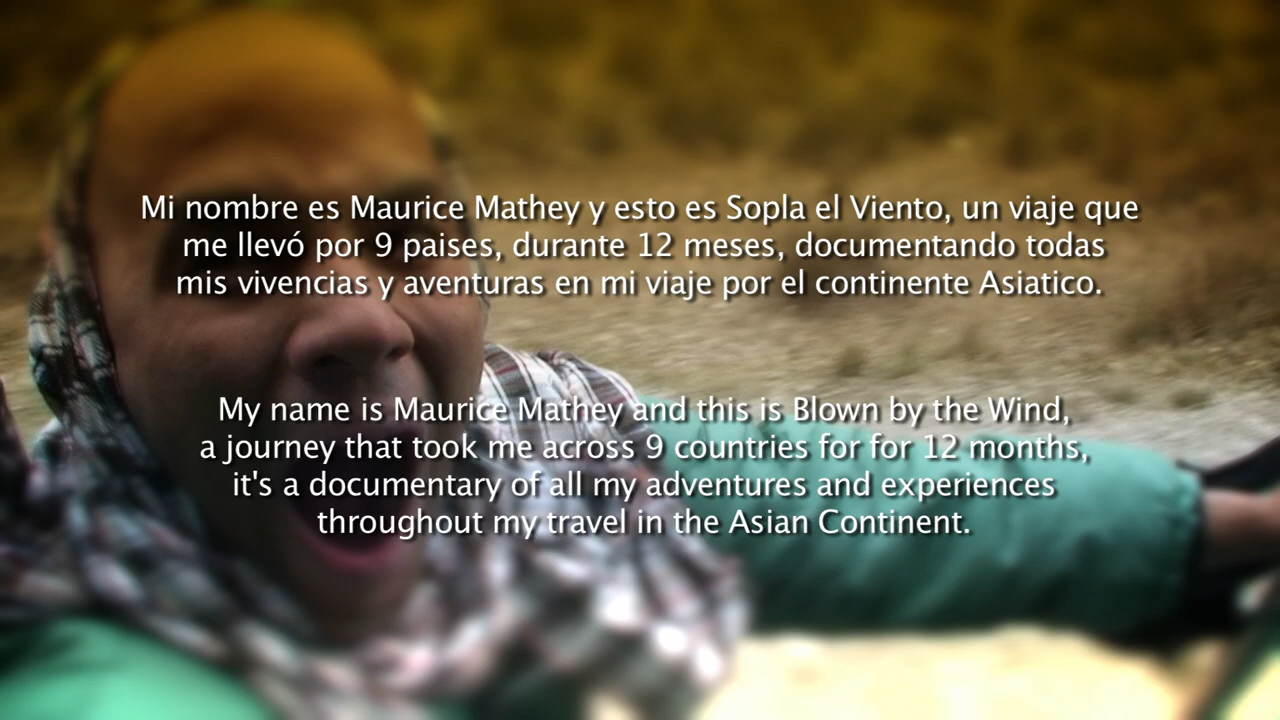 Mi nombre es Maurice Mathey y esto es Sopla el Viento, un viaje que
me llevó por 9 paises, durante 12 meses, documentando todas
mis vivencias y aventuras en mi viaje por el continente Asiatico.
My name is Maurice Mathey and this is Blown by the Wind,
a journey that took me across 9 countries for for 12 months,
it's a documentary of all my adventures and experiences
throughout my travel in the Asian Continent.